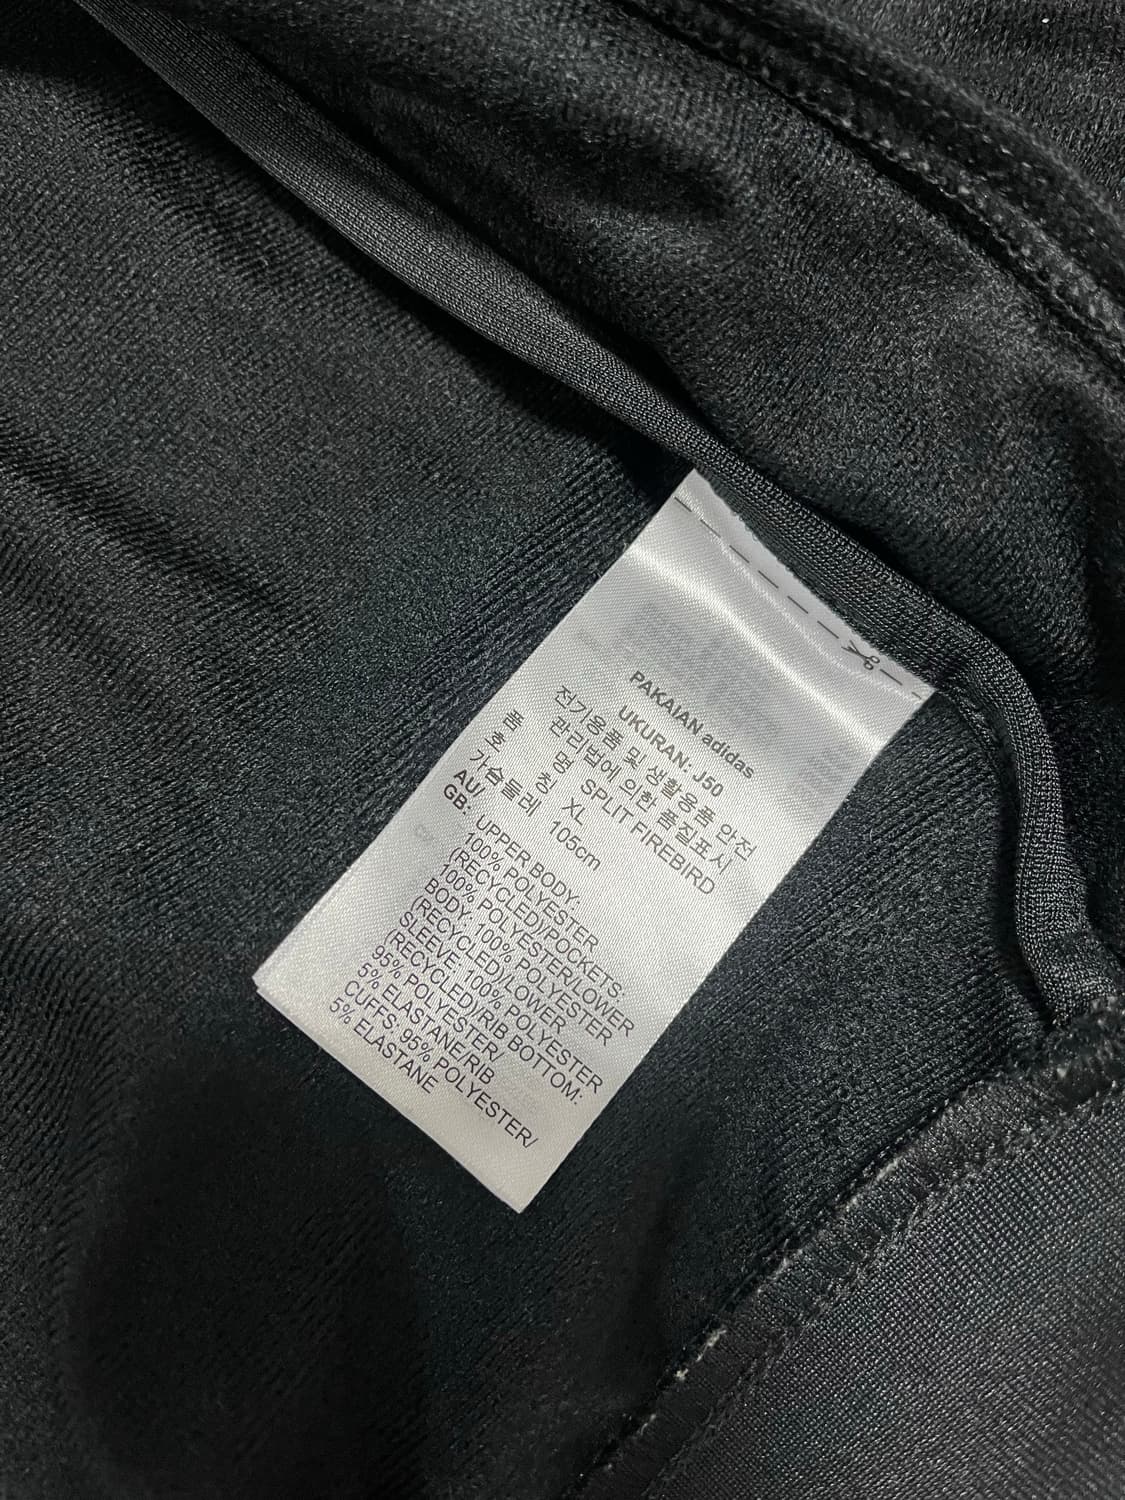 PAKAIAN adidas
UKURAN: J50
전기용품 및 생활용품 안전
관리법에 의한 품질표시
품 명 SPLIT FIREBIRD
호 칭 XL
가슴둘레 105cm
AU/
GB: UPPER BODY:
100% POLYESTER
(RECYCLED)/POCKETS:
100% POLYESTER/LOWER
BODY: 100% POLYESTER
(RECYCLED)/LOWER
SLEEVE: 100% POLYESTER
(RECYCLED)/RIB BOTTOM:
95% POLYESTER/
5% ELASTANE/RIB
CUFFS: 95% POLYESTER/
5% ELASTANE